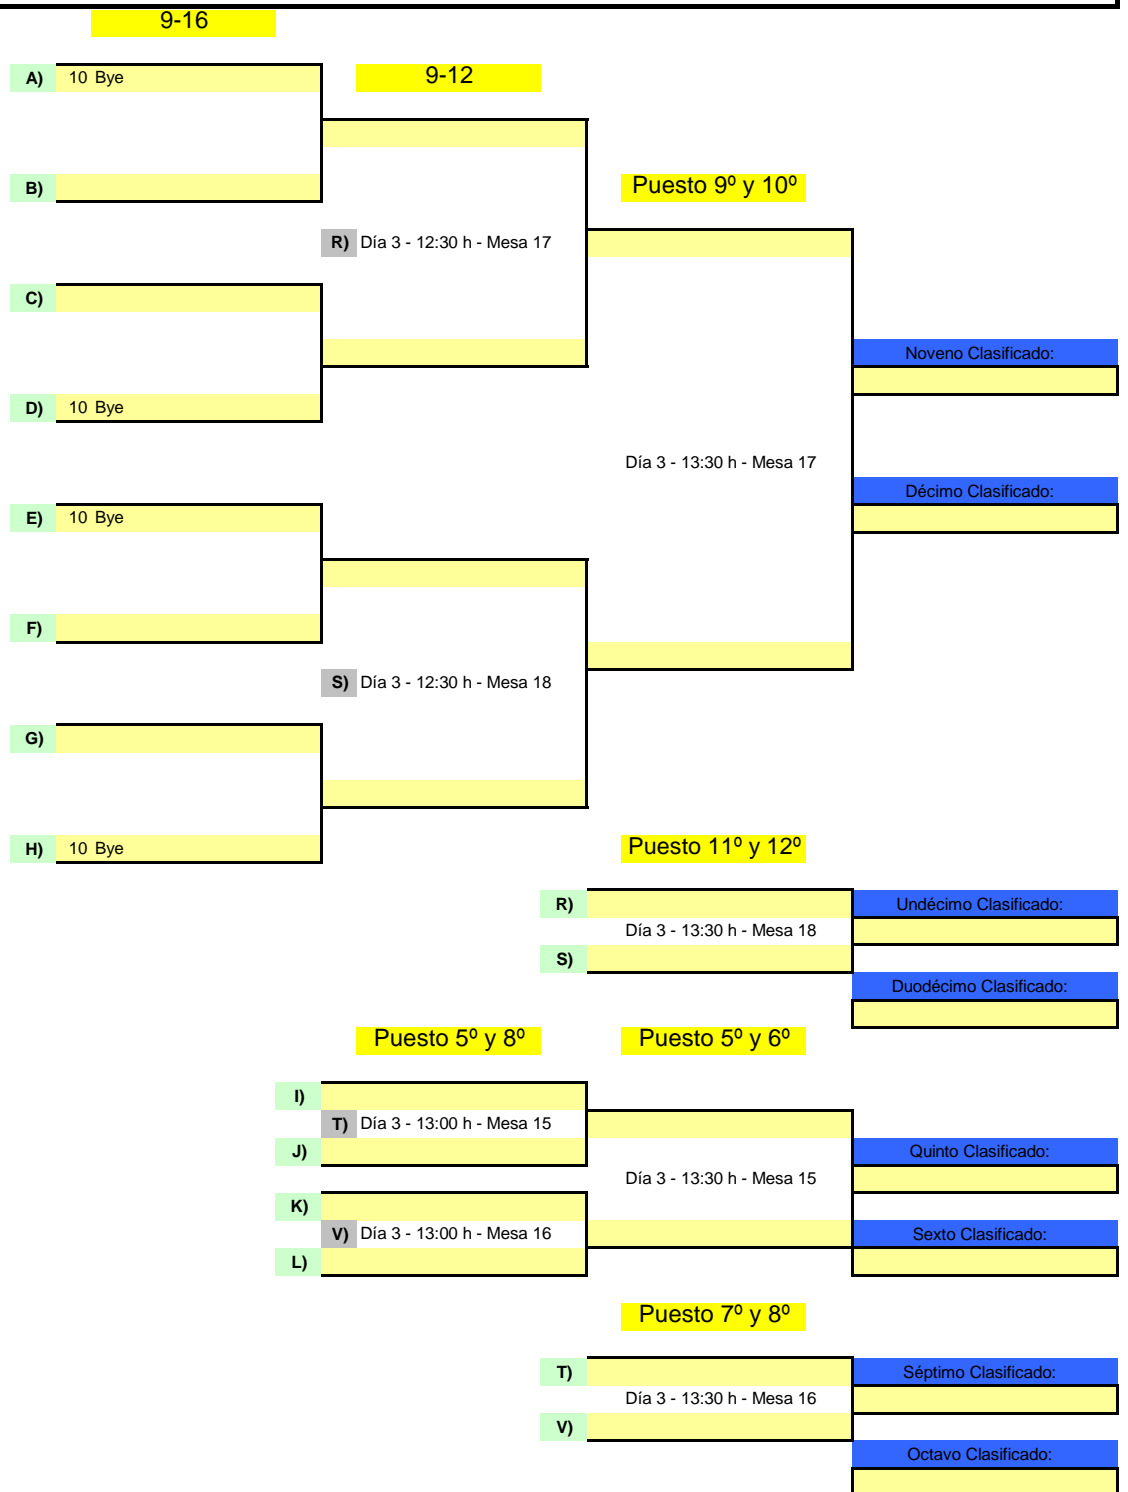 9-16
A) 10 Bye
9-12
B)
Puesto 9º y 10º
R) Día 3 - 12:30 h - Mesa 17
C)
Noveno Clasificado:
D) 10 Bye
Día 3 - 13:30 h - Mesa 17
Décimo Clasificado:
E) 10 Bye
F)
S) Día 3 - 12:30 h - Mesa 18
G)
H) 10 Bye
Puesto 11º y 12º
R)
Undécimo Clasificado:
Día 3 - 13:30 h - Mesa 18
S)
Duodécimo Clasificado:
Puesto 5º y 8º
Puesto 5º y 6º
I)
T) Día 3 - 13:00 h - Mesa 15
J)
Quinto Clasificado:
Día 3 - 13:30 h - Mesa 15
K)
V) Día 3 - 13:00 h - Mesa 16
Sexto Clasificado:
L)
Puesto 7º y 8º
T)
Séptimo Clasificado:
Día 3 - 13:30 h - Mesa 16
V)
Octavo Clasificado: